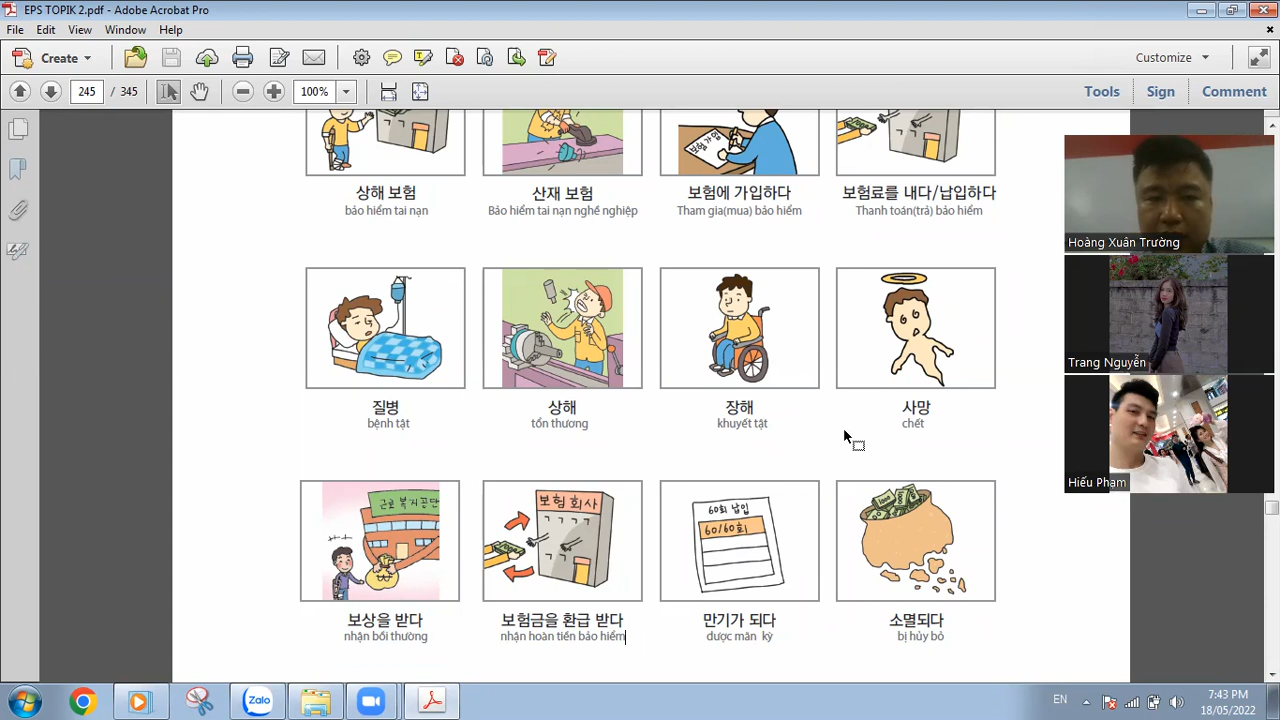 EPS TOPIK 2.pdf - Adobe Acrobat Pro
File Edit View Window Help
Create
Customize
245 / 345
100%
Tools Sign Comment
보험 가입
상해 보험
bảo hiểm tai nạn
산재 보험
Bảo hiểm tai nạn nghề nghiệp
보험에 가입하다
Tham gia(mua) bảo hiểm
보험료를 내다/납입하다
Thanh toán(trả) bảo hiểm
Hoàng Xuân Trường
Trang Nguyễn
Hiếu Phạm
질병
bệnh tật
상해
tổn thương
장해
khuyết tật
사망
chết
근로복지공단
보험회사
60회 납입
60/60회
보상을 받다
nhận bồi thường
보험금을 환급 받다
nhận hoàn tiền bảo hiểm
만기가 되다
dược mãn kỳ
소멸되다
bị hủy bỏ
Zalo
EN
7:43 PM
18/05/2022